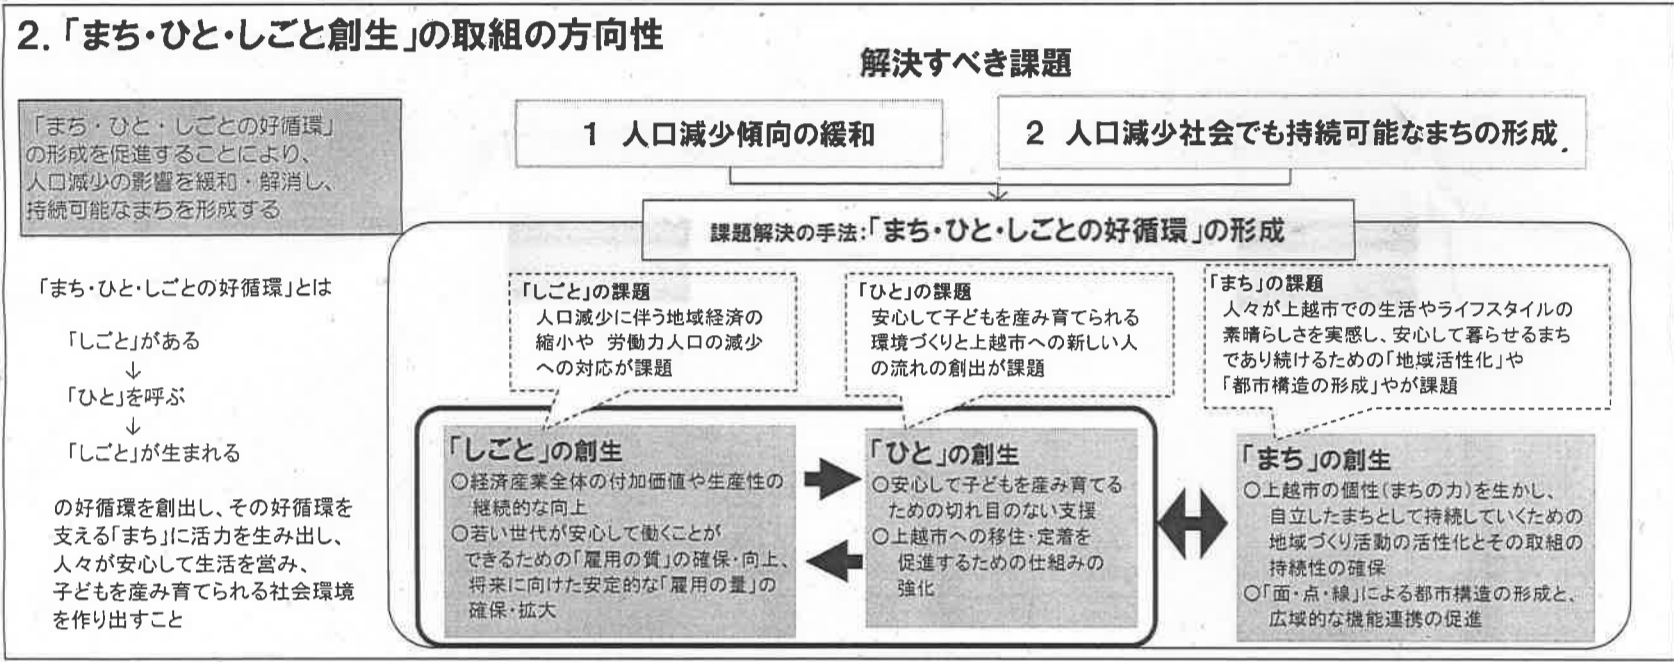 2．「まち・ひと・しごと創生」の取組の方向性
解決すべき課題
「まち・ひと・しごとの好循環」
の形成を促進することにより、
人口減少の影響を緩和・解消し、
持続可能なまちを形成する
1 人口減少傾向の緩和
2 人口減少社会でも持続可能なまちの形成
課題解決の手法:「まち・ひと・しごとの好循環」の形成
「まち・ひと・しごとの好循環」とは
「しごと」がある
↓
「ひと」を呼ぶ
↓
「しごと」が生まれる
の好循環を創出し、その好循環を
支える「まち」に活力を生み出し、
人々が安心して生活を営み、
子どもを産み育てられる社会環境
を作り出すこと
「しごと」の課題
人口減少に伴う地域経済の
縮小や 労働力人口の減少
への対応が課題
「ひと」の課題
安心して子どもを産み育てられる
環境づくりと上越市への新しい人
の流れの創出が課題
「まち」の課題
人々が上越市での生活やライフスタイルの
素晴らしさを実感し、安心して暮らせるまち
であり続けるための「地域活性化」や
「都市構造の形成」やが課題
「しごと」の創生
○経済産業全体の付加価値や生産性の
継続的な向上
○若い世代が安心して働くことが
できるための「雇用の質」の確保・向上、
将来に向けた安定的な「雇用の量」の
確保・拡大
「ひと」の創生
○安心して子どもを産み育てる
ための切れ目のない支援
○上越市への移住・定着を
促進するための仕組みの
強化
「まち」の創生
○上越市の個性(まちの力)を生かし、
自立したまちとして持続していくための
地域づくり活動の活性化とその取組の
持続性の確保
○「面・点・線」による都市構造の形成と、
広域的な機能連携の促進